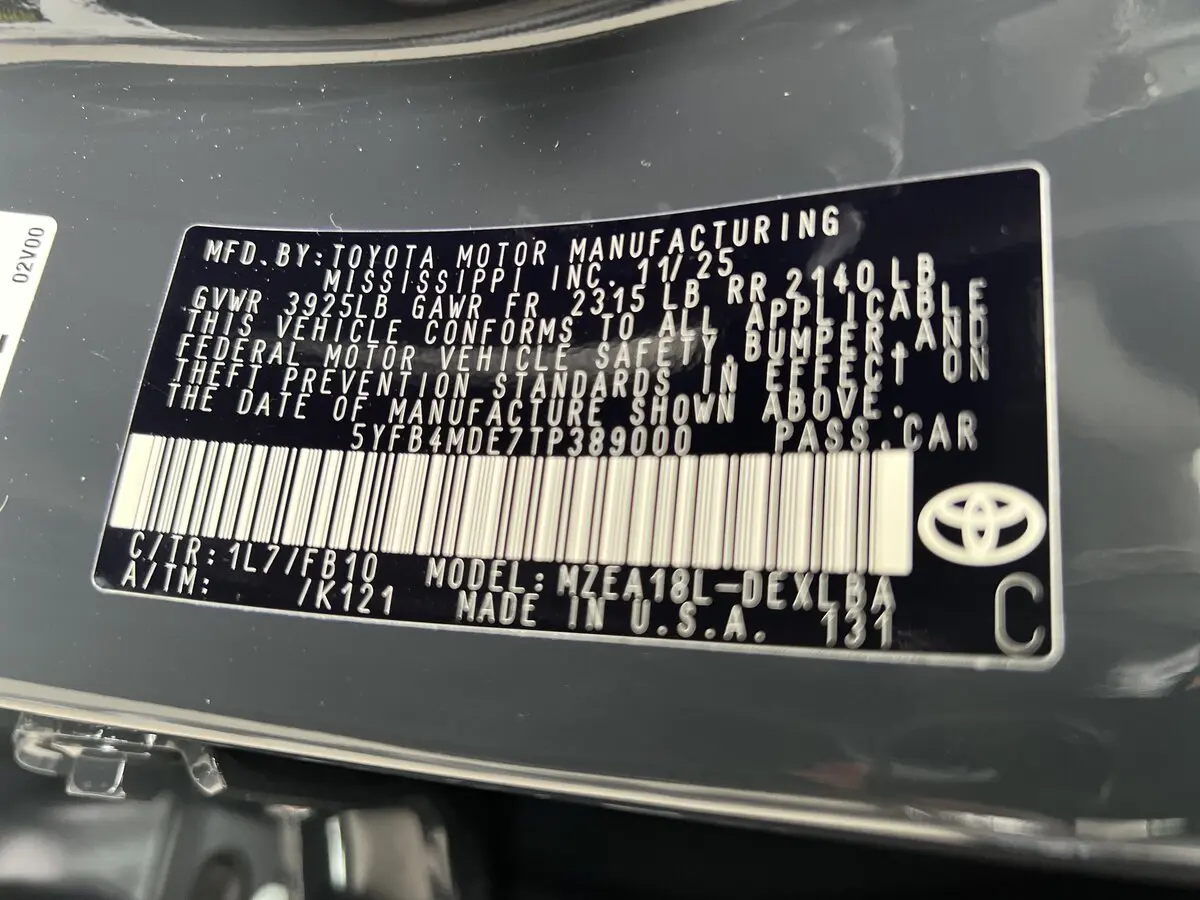 02V00
MFD. BY: TOYOTA MOTOR MANUFACTURING
MISSISSIPPI INC. 11/25
GVWR 3925LB GAWR FR 2315 LB RR 2140 LB
THIS VEHICLE CONFORMS TO ALL APPLICABLE
FEDERAL MOTOR VEHICLE SAFETY, BUMPER, AND
THEFT PREVENTION STANDARDS IN EFFECT ON
THE DATE OF MANUFACTURE SHOWN ABOVE.
5YFB4MDE7TP389000 PASS. CAR
C/TR: 1L7/FB10 MODEL: MZEA18L-DEXLBA
A/TM: /K121 MADE IN U.S.A. 131
C